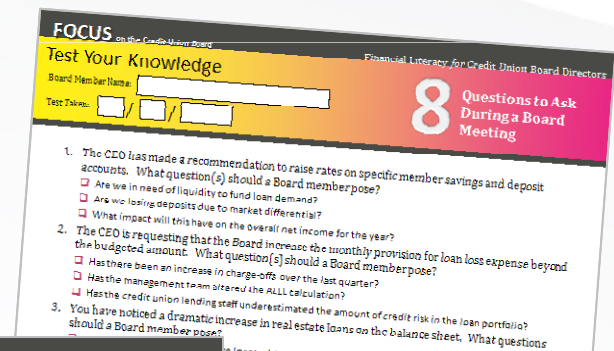 FOCUS on the Credit Union Board
Financial Literacy for Credit Union Board Directors
Test Your Knowledge
Board Member Name:
Test Taken: / /
8 Questions to Ask
During a Board
Meeting
1. The CEO has made a recommendation to raise rates on specific member savings and deposit
accounts. What question(s) should a Board member pose?
Are we in need of liquidity to fund loan demand?
Are we losing deposits due to market differential?
What impact will this have on the overall net income for the year?
2. The CEO is requesting that the Board increase the monthly provision for loan loss expense beyond
the budgeted amount. What question(s) should a Board member pose?
Has there been an increase in charge-offs over the last quarter?
Has the management team altered the ALLL calculation?
Has the credit union lending staff underestimated the amount of credit risk in the loan portfolio?
3. You have noticed a dramatic increase in real estate loans on the balance sheet. What questions
should a Board member pose?